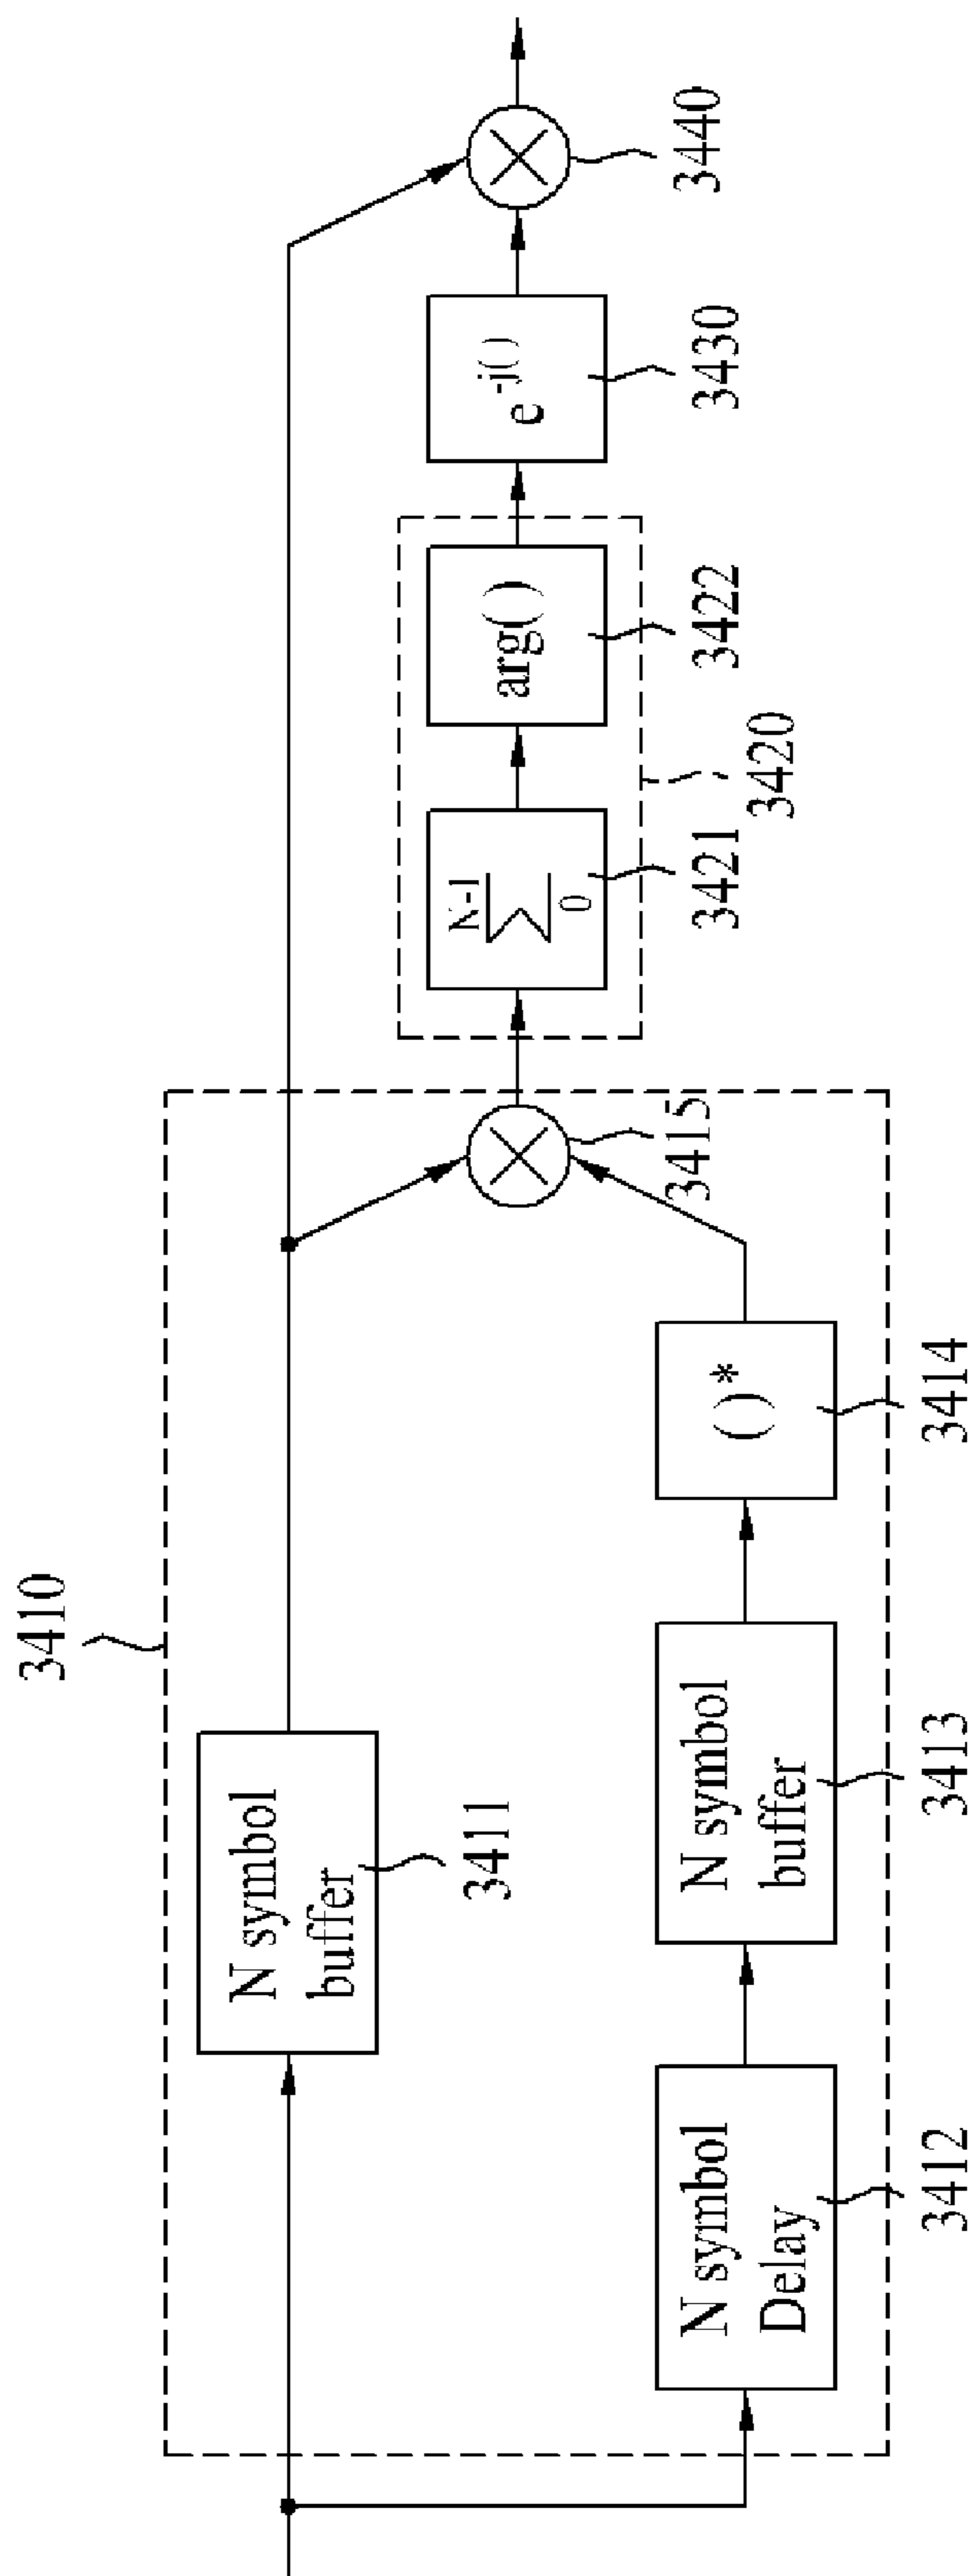 3410
N symbol
buffer
3411
N symbol
Delay
3412
N symbol
buffer
3413
( )*
3414
3415
N-1
∑
0
3421
arg( )
3422
3420
e-j( )
3430
3440